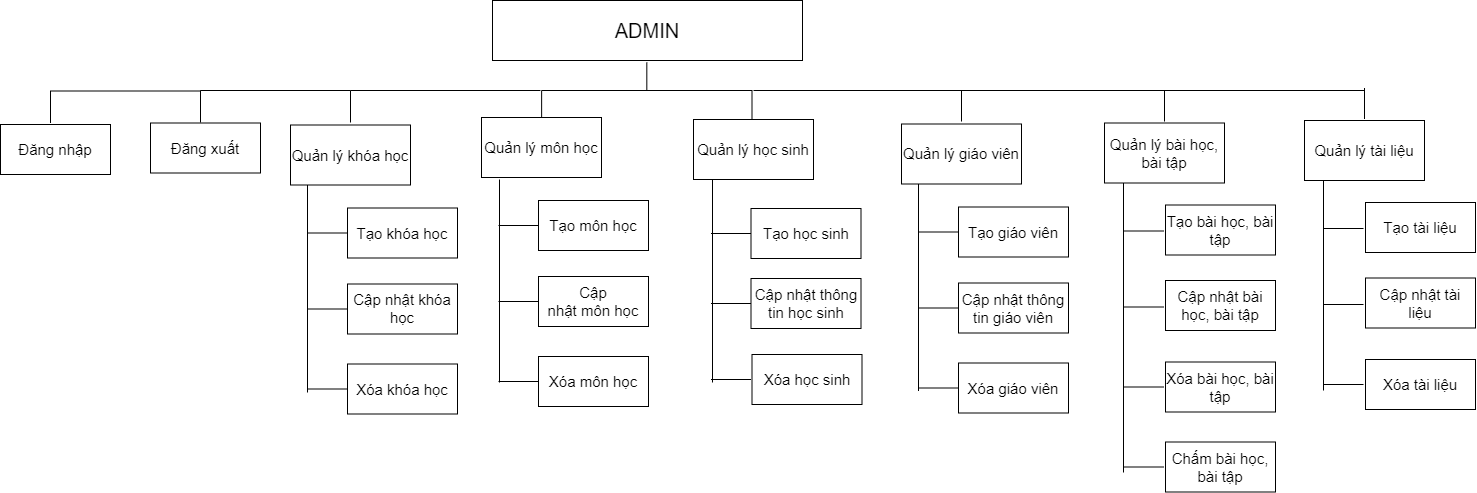 ADMIN
Đăng nhập
Đăng xuất
Quản lý khóa học
Quản lý môn học
Quản lý học sinh
Quản lý giáo viên
Quản lý bài học,
bài tập
Quản lý tài liệu
Tạo khóa học
Cập nhật khóa
học
Xóa khóa học
Tạo môn học
Cập
nhật môn học
Xóa môn học
Tạo học sinh
Cập nhật thông
tin học sinh
Xóa học sinh
Tạo giáo viên
Cập nhật thông
tin giáo viên
Xóa giáo viên
Tạo bài học, bài
tập
Cập nhật bài
học, bài tập
Xóa bài học, bài
tập
Chấm bài học,
bài tập
Tạo tài liệu
Cập nhật tài
liệu
Xóa tài liệu